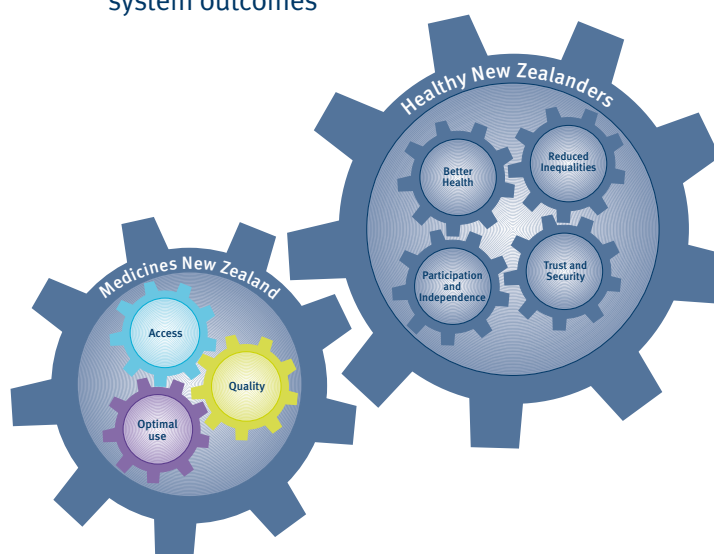 system outcomes
Healthy New Zealanders
Better
Health
Reduced
Inequalities
Participation
and
Independence
Trust and
Security
Medicines New Zealand
Access
Quality
Optimal
use